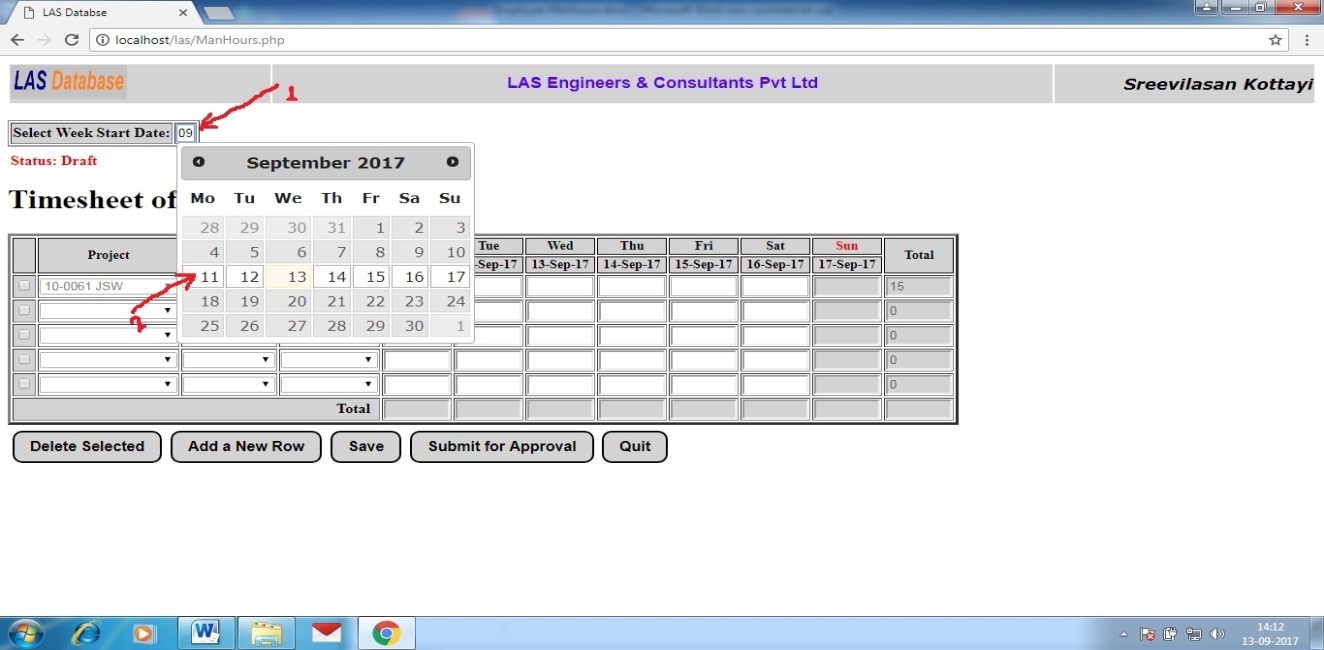 LAS Databse
localhost/las/ManHours.php
LAS Database
LAS Engineers & Consultants Pvt Ltd
Sreevilasan Kottayi
1
Select Week Start Date: 09
Status: Draft
September 2017
Mo Tu We Th Fr Sa Su
28 29 30 31 1 2 3
4 5 6 7 8 9 10
11 12 13 14 15 16 17
18 19 20 21 22 23 24
25 26 27 28 29 30 1
2
Timesheet of
Project Tue Wed Thu Fri Sat Sun Total
-Sep-17 13-Sep-17 14-Sep-17 15-Sep-17 16-Sep-17 17-Sep-17
10-0061 JSW 15
0
0
0
0
Total
Delete Selected Add a New Row Save Submit for Approval Quit
14:12
13-09-2017